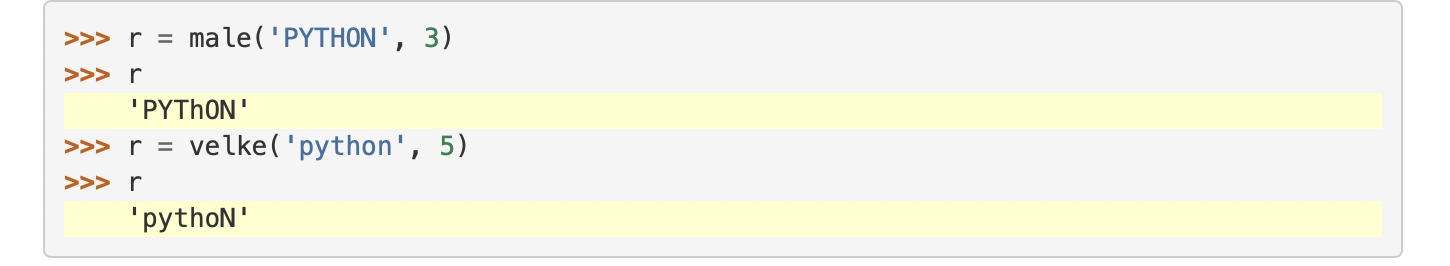 >>> r = male('PYTHON', 3)
>>> r
'PYThON'
>>> r = velke('python', 5)
>>> r
'pythoN'